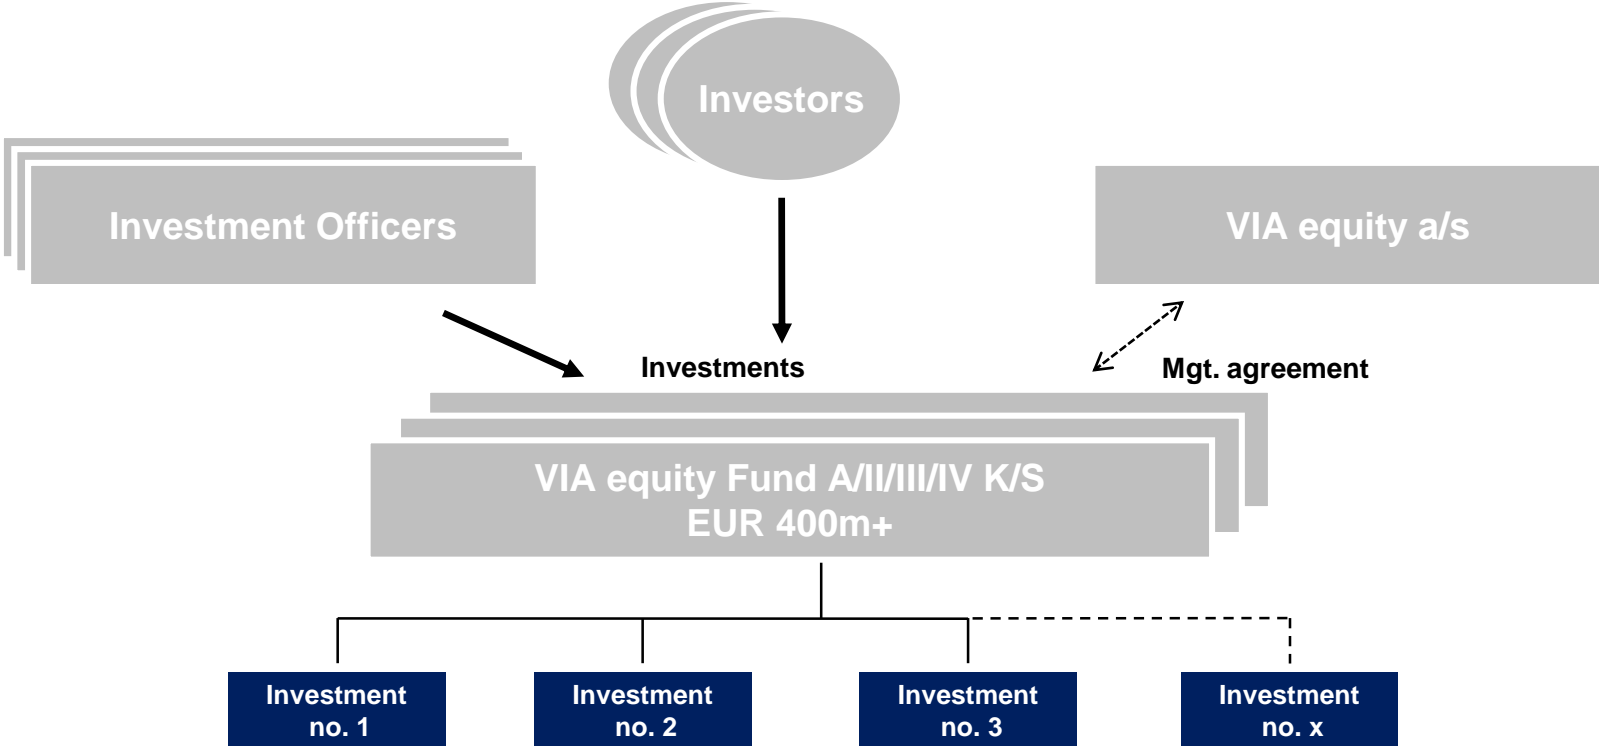 Investors
Investment Officers
VIA equity a/s
Investments
Mgt. agreement
VIA equity Fund A/II/III/IV K/S
EUR 400m+
Investment
no. 1
Investment
no. 2
Investment
no. 3
Investment
no. x